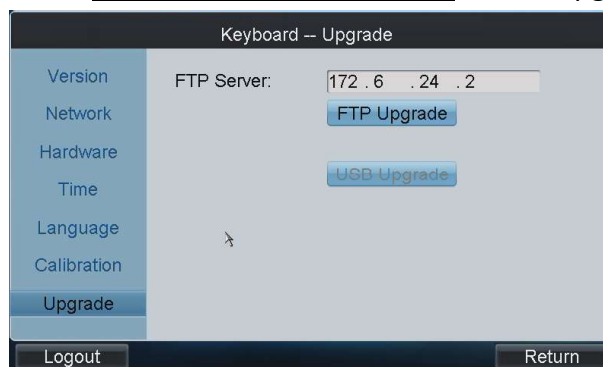 Keyboard -- Upgrade
Version
Network
Hardware
Time
Language
Calibration
Upgrade
FTP Server: 172 . 6 . 24 . 2
FTP Upgrade
USB Upgrade
Logout
Return